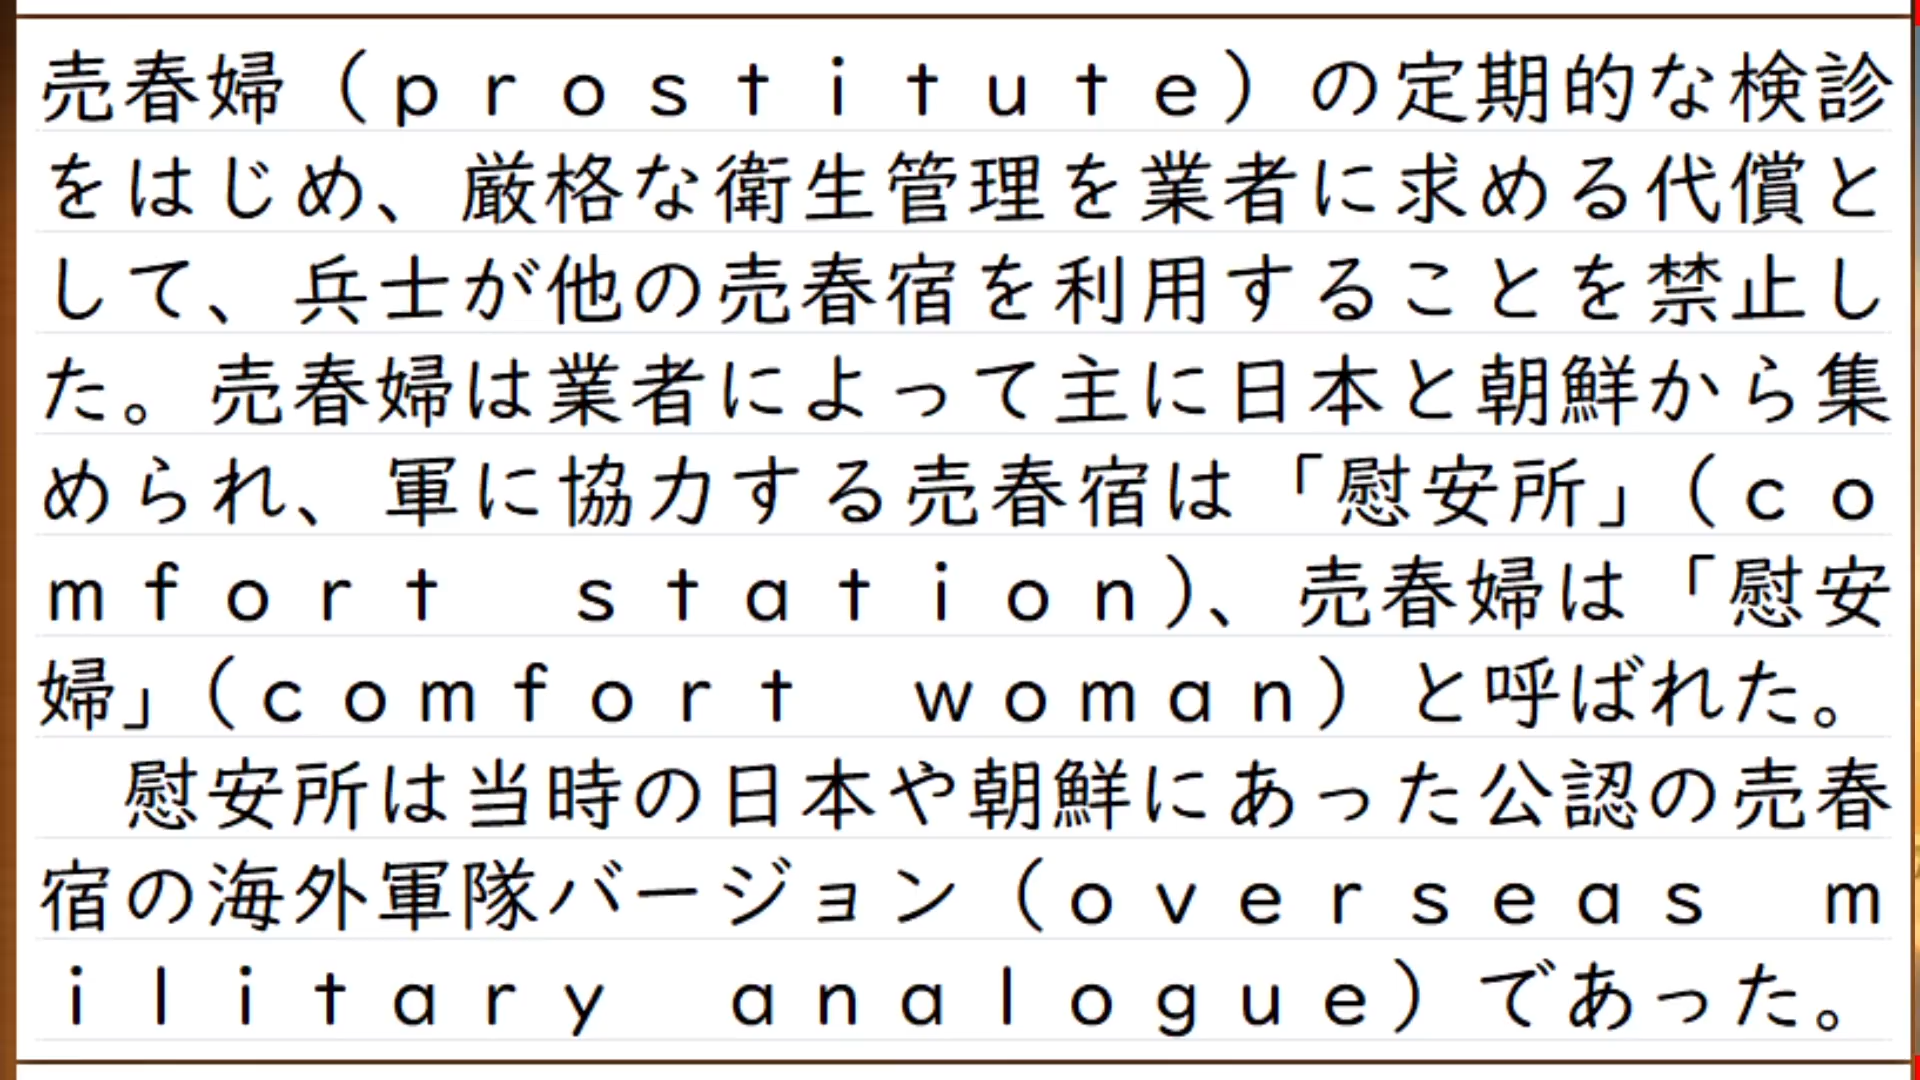 売春婦（ｐｒｏｓｔｉｔｕｔｅ）の定期的な検診
をはじめ、厳格な衛生管理を業者に求める代償と
して、兵士が他の売春宿を利用することを禁止し
た。売春婦は業者によって主に日本と朝鮮から集
められ、軍に協力する売春宿は「慰安所」（ｃｏ
ｍｆｏｒｔ　ｓｔａｔｉｏｎ）、売春婦は「慰安
婦」（ｃｏｍｆｏｒｔ　ｗｏｍａｎ）と呼ばれた。
　慰安所は当時の日本や朝鮮にあった公認の売春
宿の海外軍隊バージョン（ｏｖｅｒｓｅａｓ　ｍ
ｉｌｉｔａｒｙ　ａｎａｌｏｇｕｅ）であった。